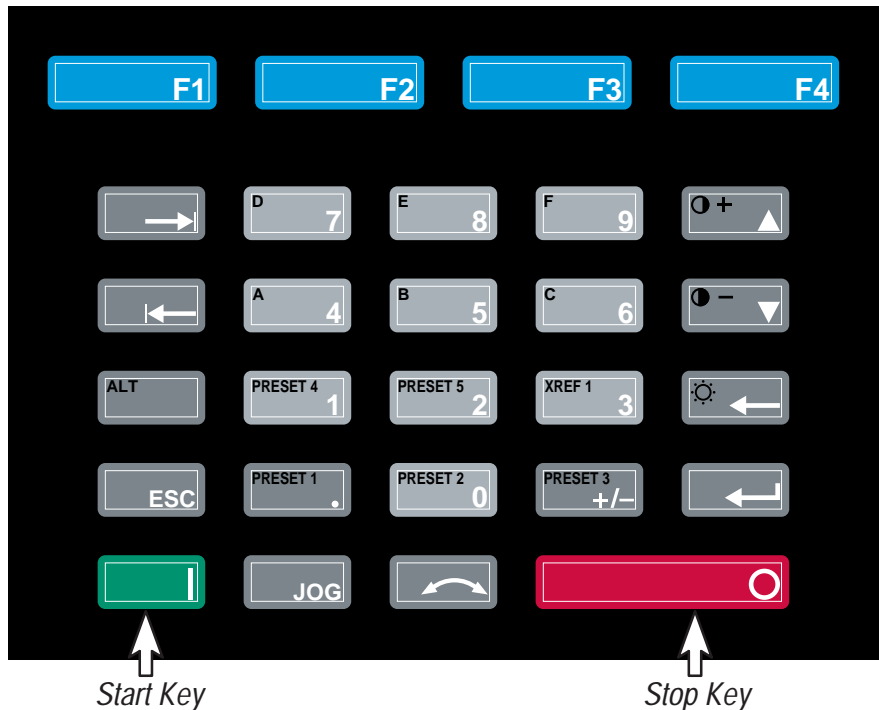 F1 F2 F3 F4
D 7 E 8 F 9 +
A 4 B 5 C 6 −
ALT PRESET 4 1 PRESET 5 2 XREF 1 3
ESC PRESET 1 . PRESET 2 0 PRESET 3 +/−
JOG
Start Key Stop Key